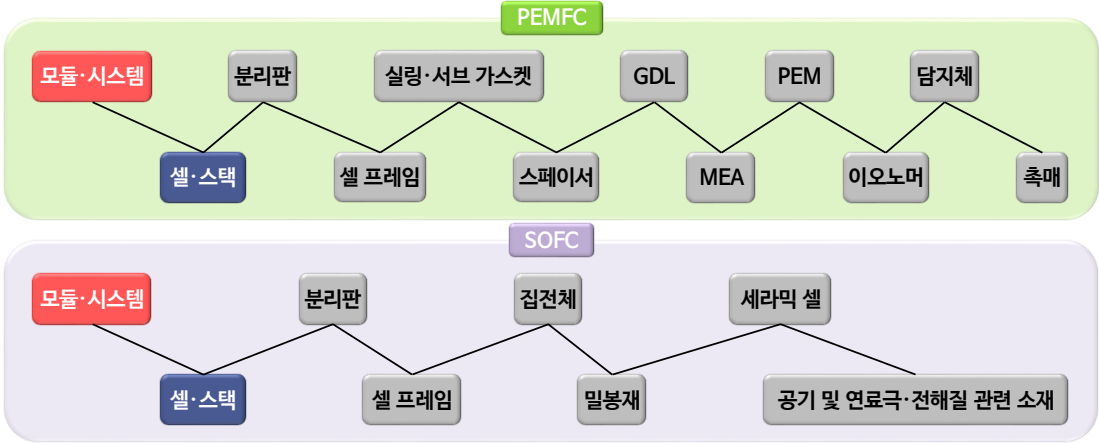 PEMFC
모듈·시스템
분리판
실링·서브 가스켓
GDL
PEM
담지체
셀·스택
셀 프레임
스페이서
MEA
이오노머
촉매
SOFC
모듈·시스템
분리판
집전체
세라믹 셀
셀·스택
셀 프레임
밀봉재
공기 및 연료극·전해질 관련 소재